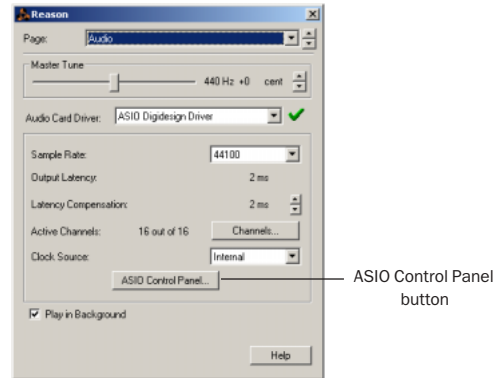 Reason
Page: Audio
Master Tune
440 Hz +0 cent
Audio Card Driver: ASIO Digidesign Driver
Sample Rate: 44100
Output Latency: 2 ms
Latency Compensation: 2 ms
Active Channels: 16 out of 16 Channels...
Clock Source: Internal
ASIO Control Panel...
ASIO Control Panel
button
Play in Background
Help